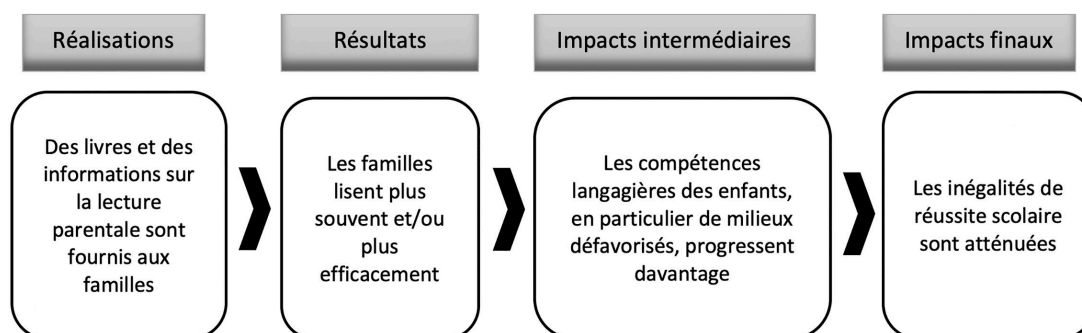 Réalisations
Résultats
Impacts intermédiaires
Impacts finaux
Des livres et des
informations sur
la lecture
parentale sont
fournis aux
familles
Les familles
lisent plus
souvent et/ou
plus
efficacement
Les compétences
langagières des enfants,
en particulier de milieux
défavorisés, progressent
davantage
Les inégalités de
réussite scolaire
sont atténuées